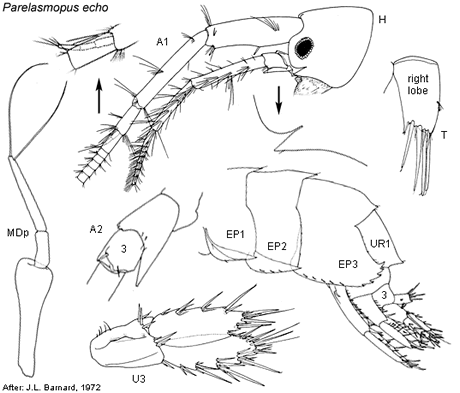 Parelasmopus echo
A1
H
right
lobe
T
MDp
A2
3
EP1
EP2
EP3
UR1
3
U3
After: J.L. Barnard, 1972